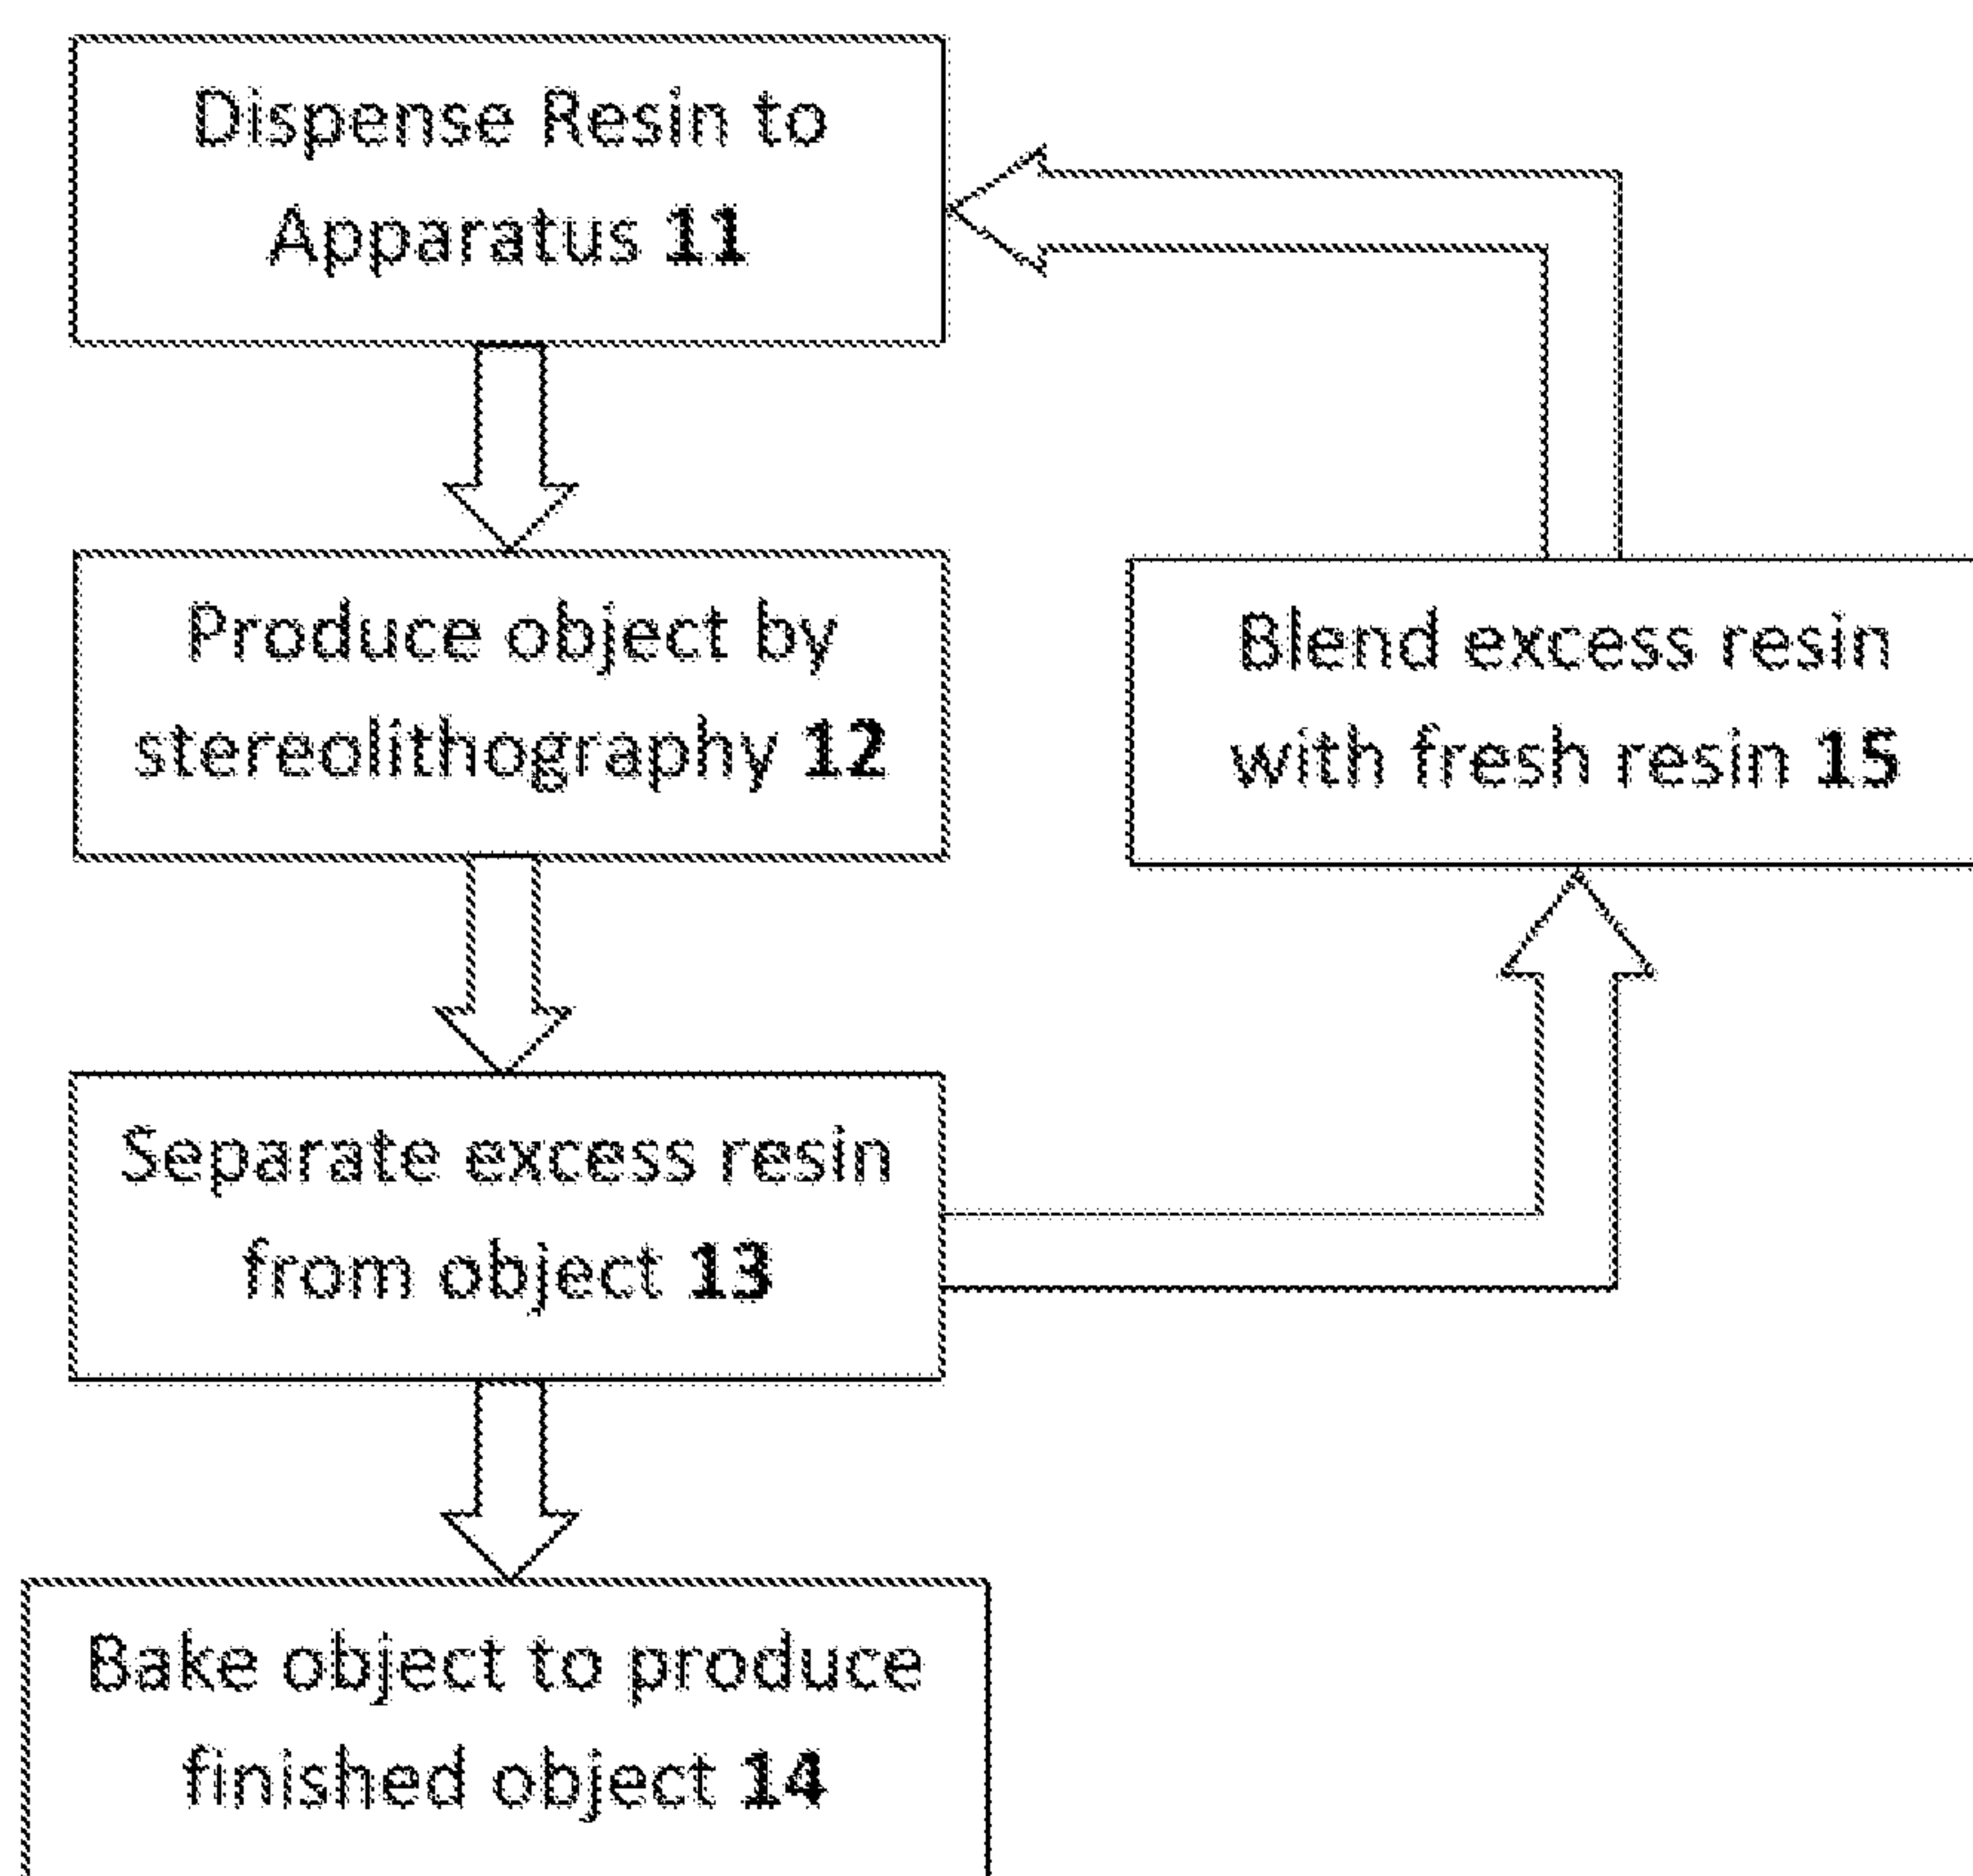 Dispense Resin to
Apparatus 11
Produce object by
stereolithography 12
Blend excess resin
with fresh resin 15
Separate excess resin
from object 13
Bake object to produce
finished object 14